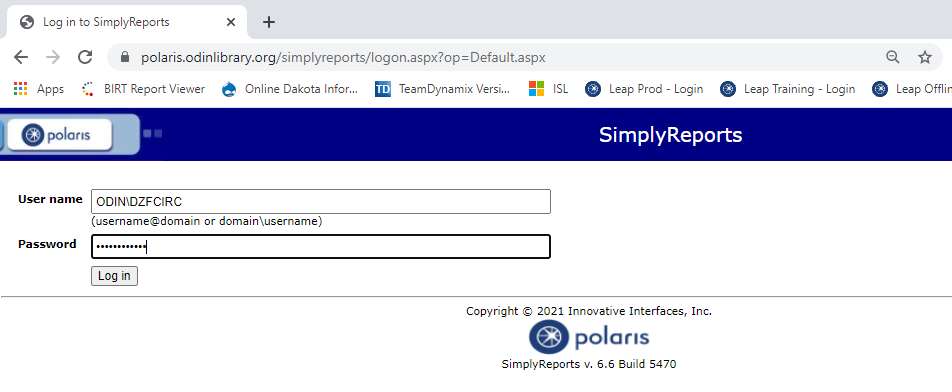 Log in to SimplyReports
polaris.odinlibrary.org/simplyreports/logon.aspx?op=Default.aspx
Apps BIRT Report Viewer Online Dakota Infor... TD TeamDynamix Versi... ISL Leap Prod - Login Leap Training - Login Leap Offlin
polaris SimplyReports
User name ODIN\DZFCIRC
(username@domain or domain\username)
Password ••••••••••••
Log in
Copyright © 2021 Innovative Interfaces, Inc.
polaris
SimplyReports v. 6.6 Build 5470